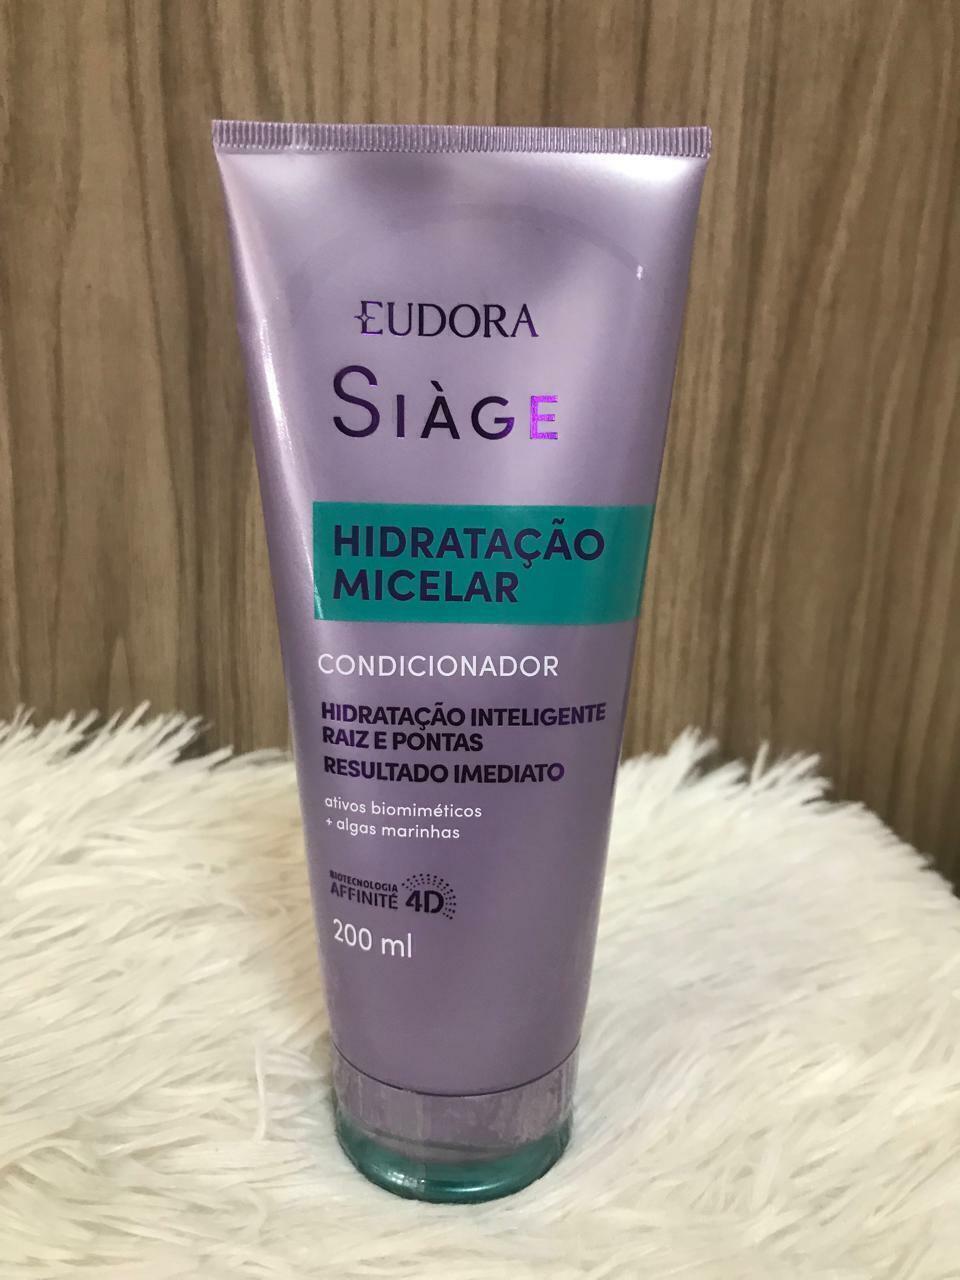 EUDORA
SIÀGE
HIDRATAÇÃO
MICELAR
CONDICIONADOR
HIDRATAÇÃO INTELIGENTE
RAIZ E PONTAS
RESULTADO IMEDIATO
ativos biomiméticos
+ algas marinhas
BIOTECNOLOGIA
AFFINITÉ 4D
200 ml